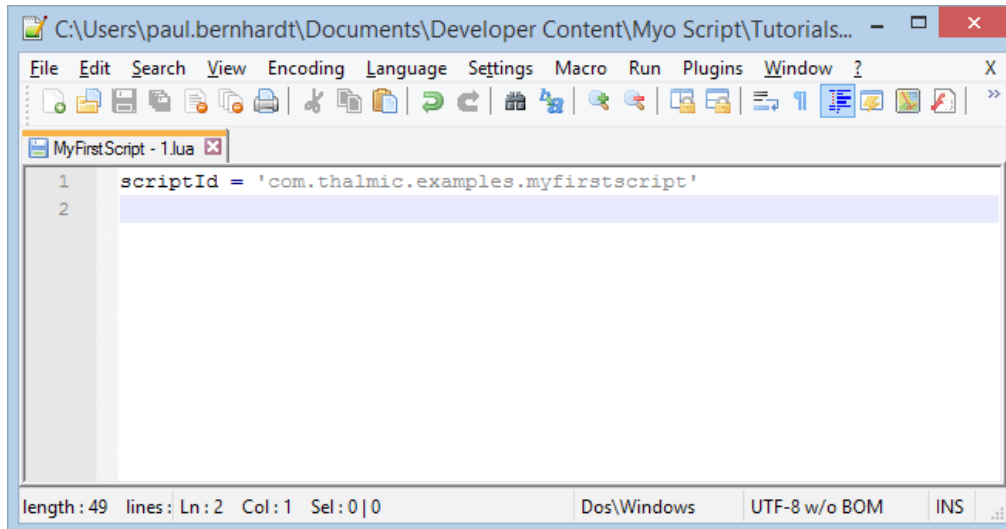 C:\Users\paul.bernhardt\Documents\Developer Content\Myo Script\Tutorials...
File Edit Search View Encoding Language Settings Macro Run Plugins Window ? X
MyFirstScript - 1.lua
1 scriptId = 'com.thalmic.examples.myfirstscript'
2
length : 49 lines : Ln : 2 Col : 1 Sel : 0 | 0 Dos\Windows UTF-8 w/o BOM INS